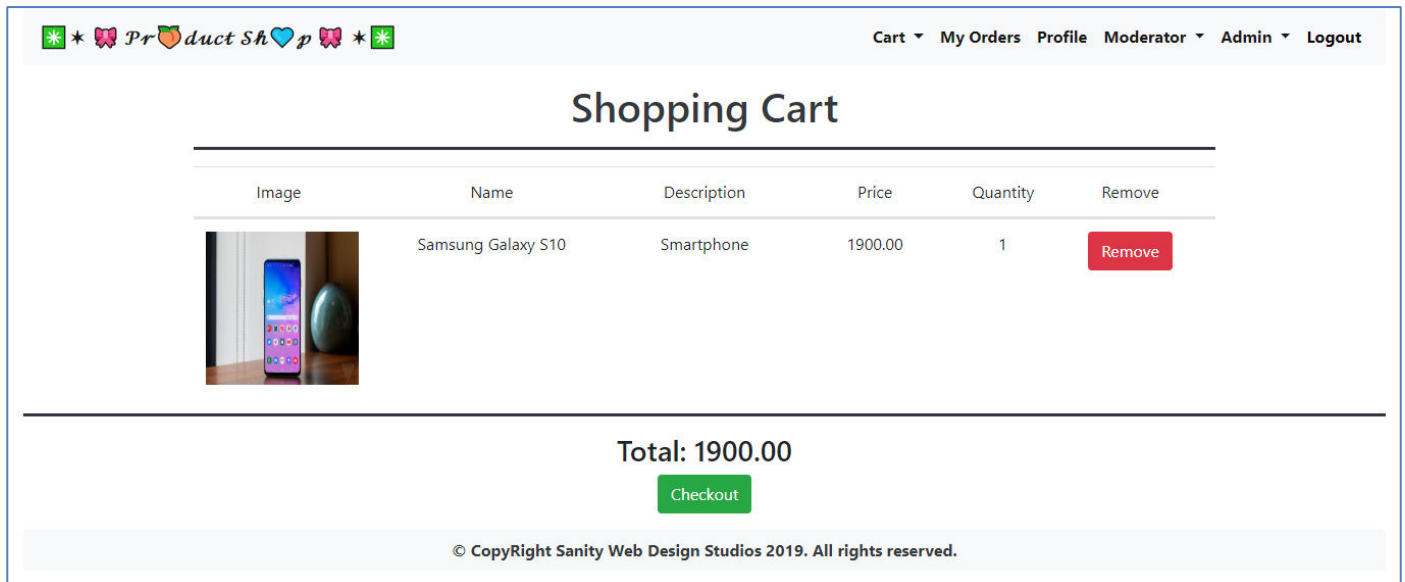 ✳️ ✶ 🎀 𝒫𝓇🍑𝒹𝓊𝒸𝓉 𝒮𝒽💙𝓅 🎀 ✶ ✳️ Cart My Orders Profile Moderator Admin Logout
Shopping Cart
Image Name Description Price Quantity Remove
Samsung Galaxy S10 Smartphone 1900.00 1 Remove
Total: 1900.00
Checkout
© CopyRight Sanity Web Design Studios 2019. All rights reserved.